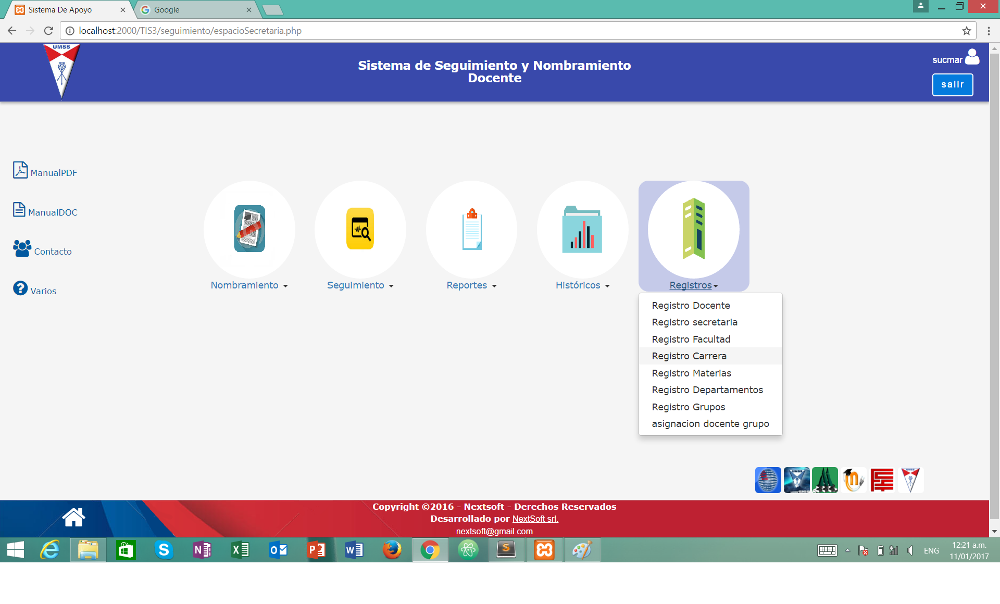 Sistema De Apoyo
Google
localhost:2000/TIS3/seguimiento/espacioSecretaria.php
UMSS
Sistema de Seguimiento y Nombramiento
Docente
sucmar
salir
ManualPDF
ManualDOC
Contacto
Varios
Nombramiento
Seguimiento
Reportes
Históricos
Registros
Registro Docente
Registro secretaria
Registro Facultad
Registro Carrera
Registro Materias
Registro Departamentos
Registro Grupos
asignacion docente grupo
Copyright ©2016 - Nextsoft - Derechos Reservados
Desarrollado por NextSoft srl.
nextsoft@gmail.com
ENG
12:21 a.m.
11/01/2017